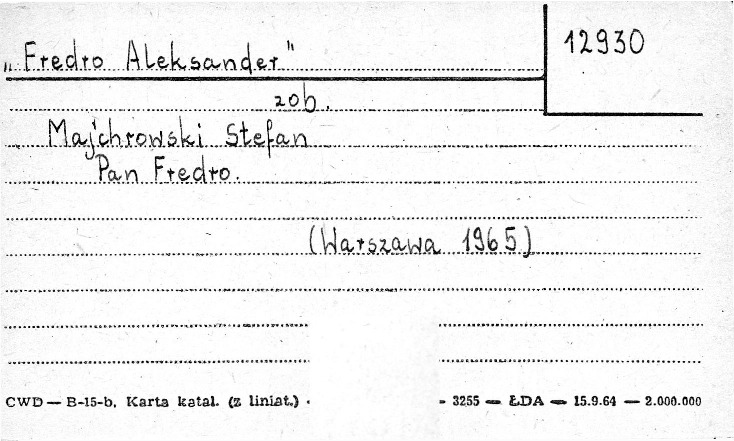 „Fredro Aleksander"
12930
zob.
Majchrowski Stefan
Pan Fredro.
(Warszawa 1965)
CWD — B-15-b. Karta katal. (z liniat.) - - 3255 — ŁDA — 15.9.64 — 2.000.000